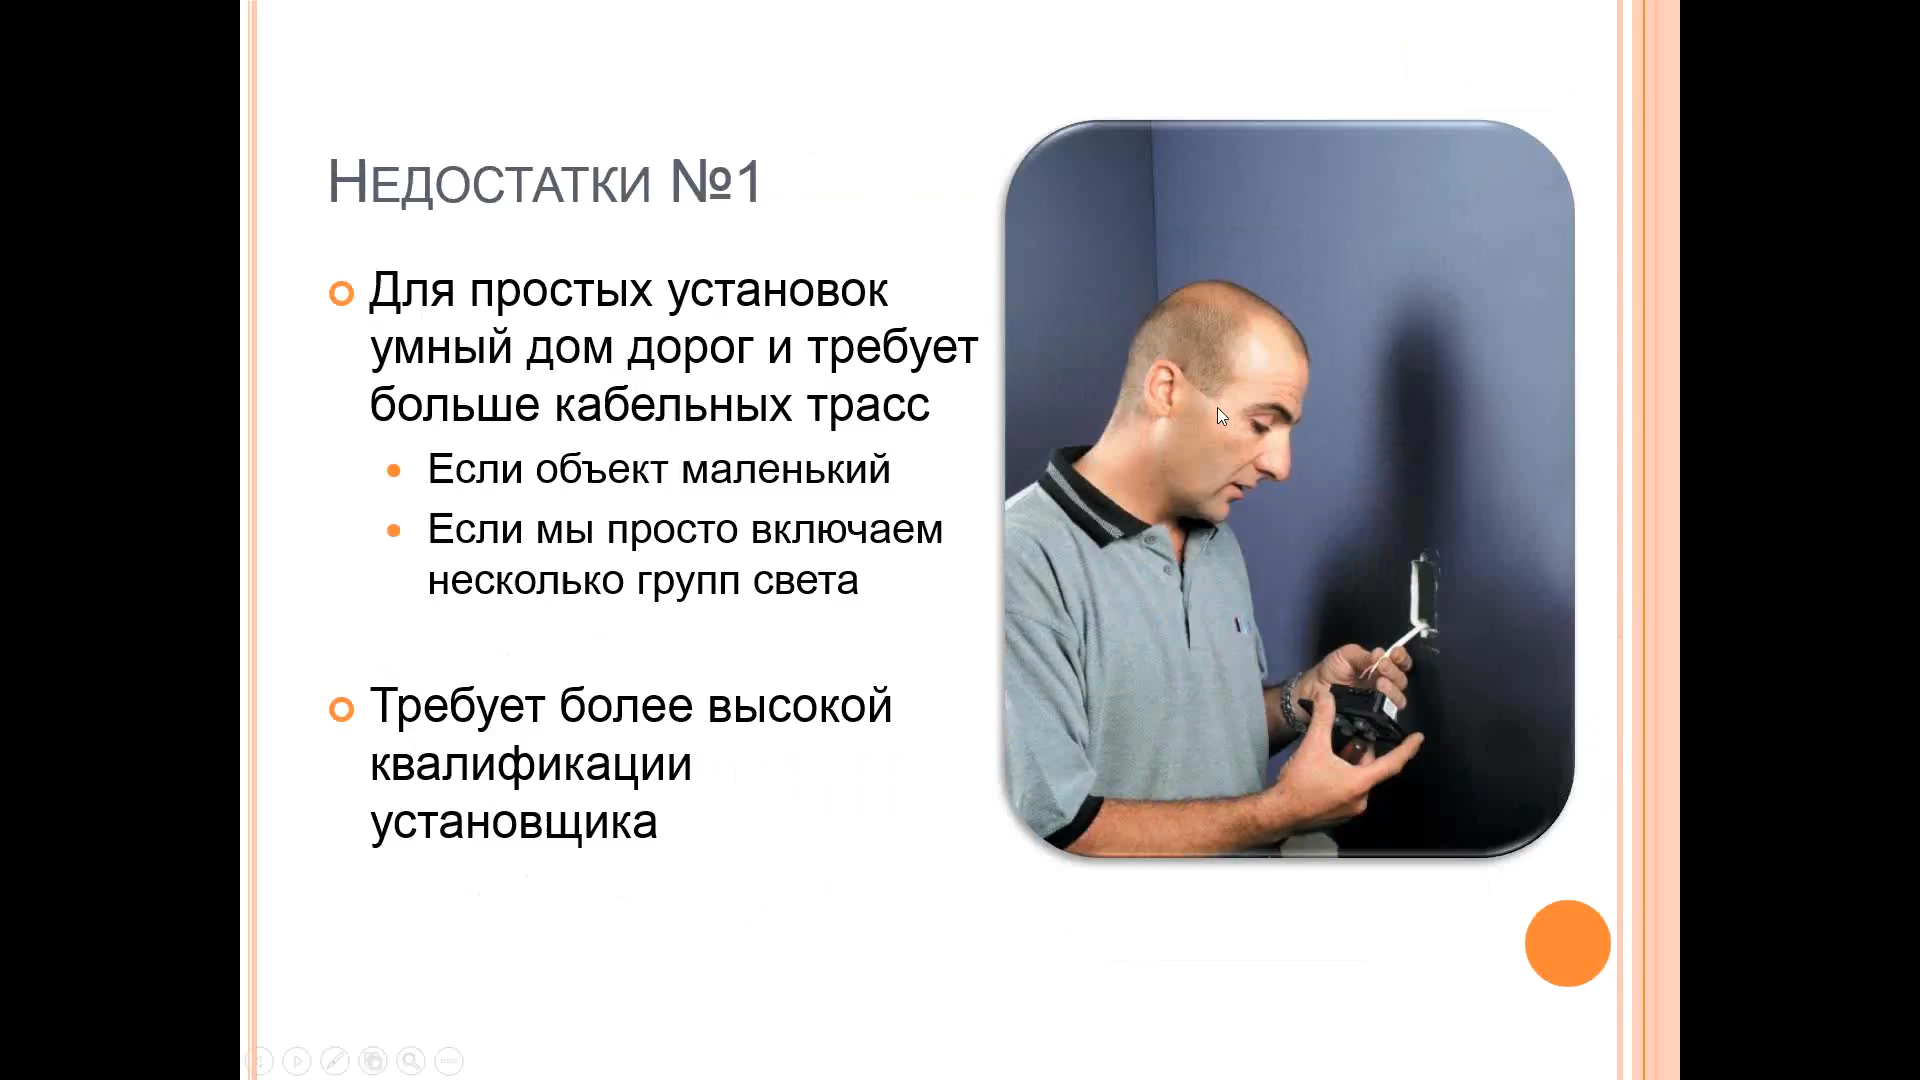 Недостатки №1
Для простых установок
умный дом дорог и требует
больше кабельных трасс
Если объект маленький
Если мы просто включаем
несколько групп света
Требует более высокой
квалификации
установщика